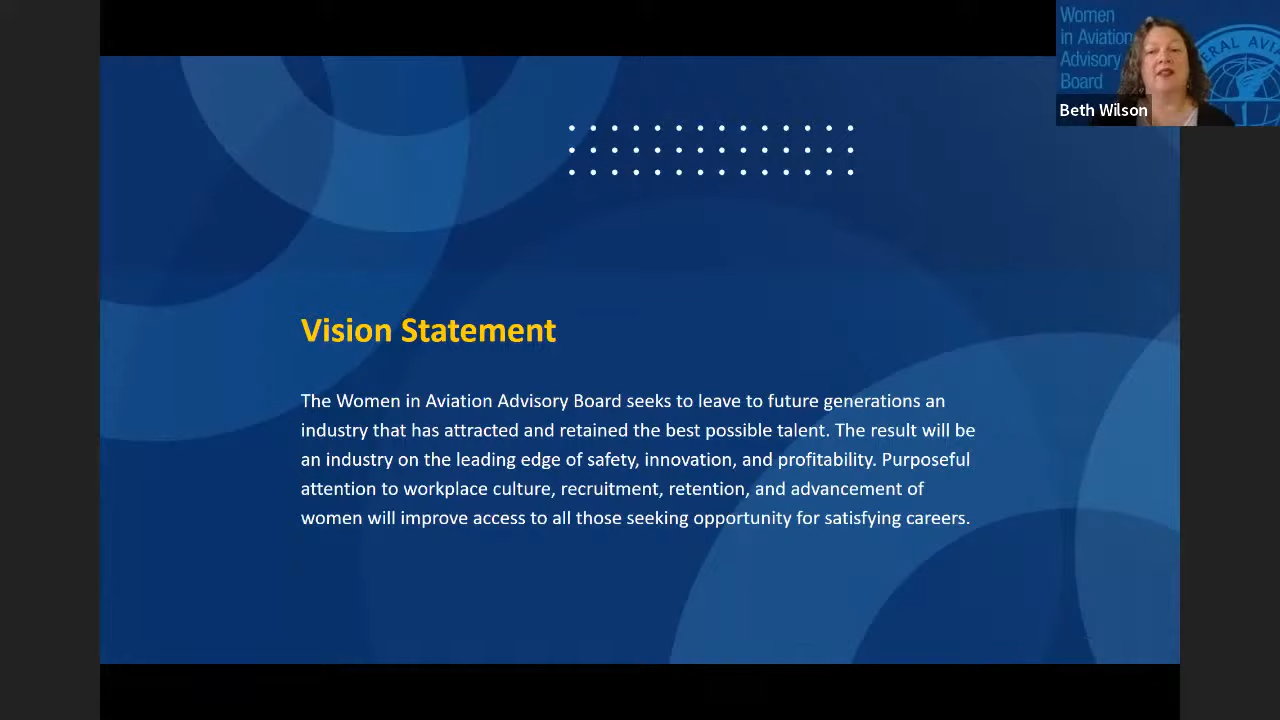 Women
in Aviation
Advisory
Board
Beth Wilson
Vision Statement
The Women in Aviation Advisory Board seeks to leave to future generations an
industry that has attracted and retained the best possible talent. The result will be
an industry on the leading edge of safety, innovation, and profitability. Purposeful
attention to workplace culture, recruitment, retention, and advancement of
women will improve access to all those seeking opportunity for satisfying careers.